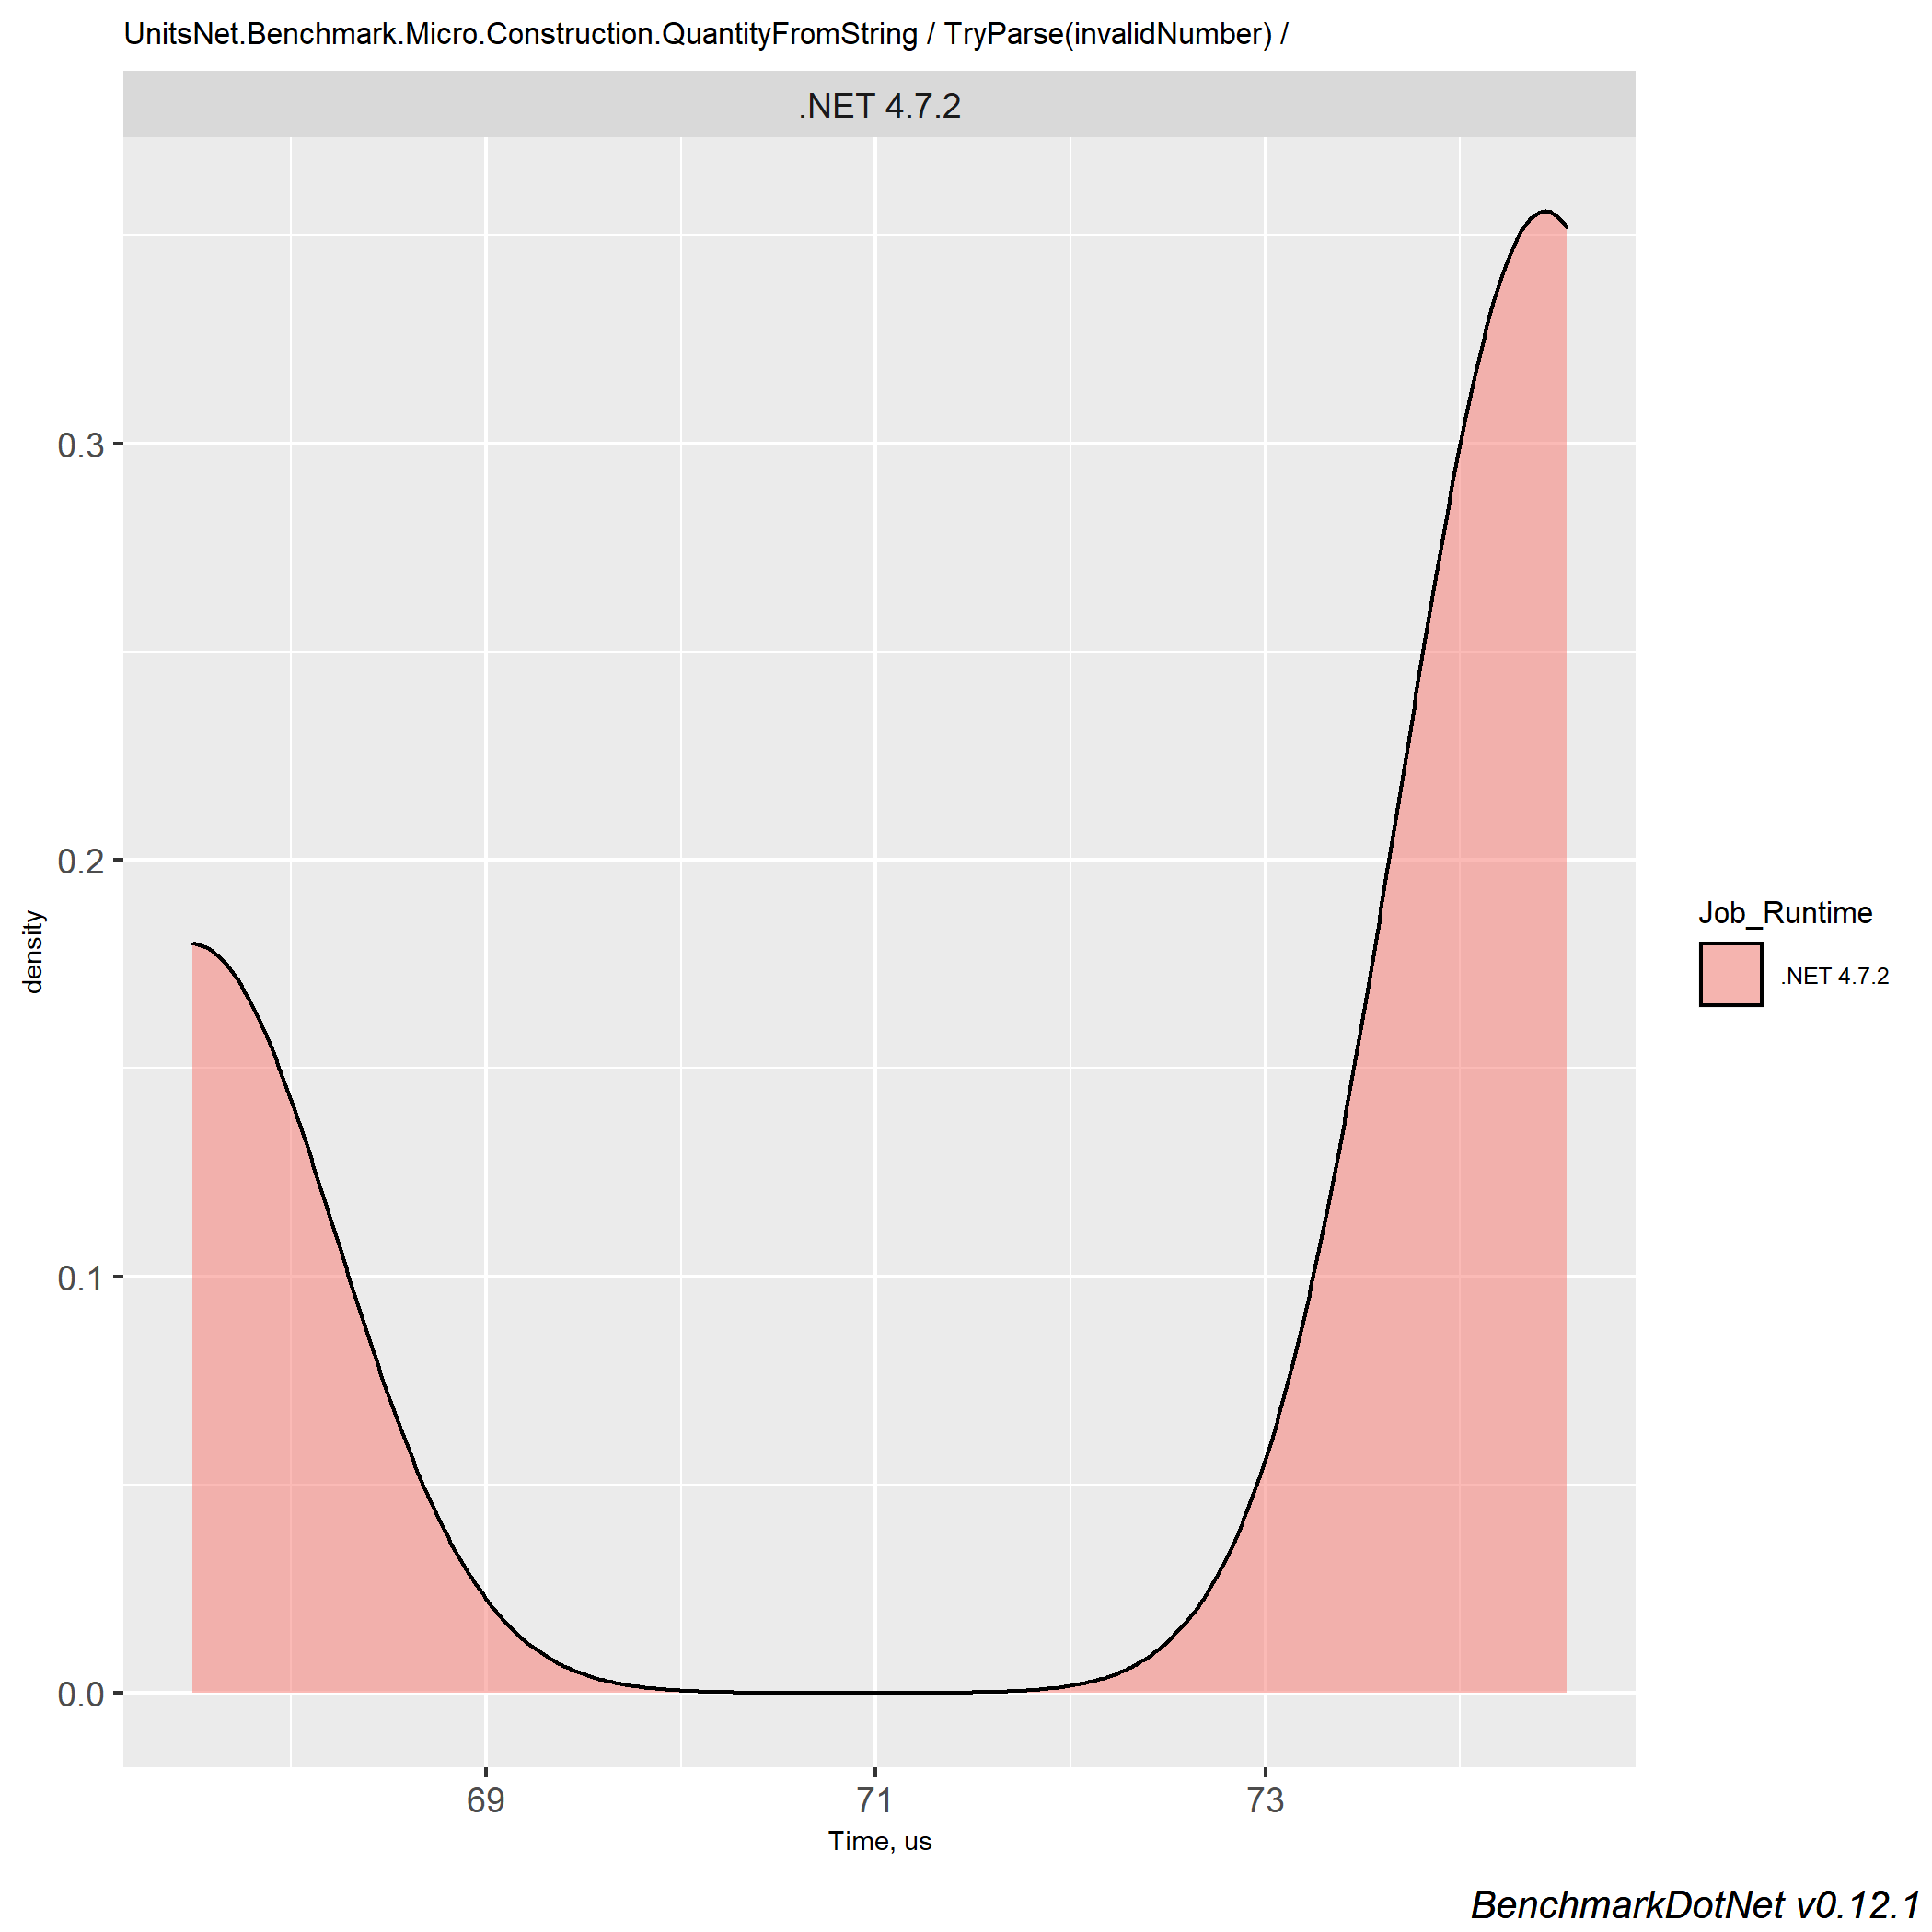 UnitsNet.Benchmark.Micro.Construction.QuantityFromString / TryParse(invalidNumber) /
.NET 4.7.2
0.3
0.2
0.1
0.0
density
69 71 73
Time, us
Job_Runtime
.NET 4.7.2
BenchmarkDotNet v0.12.1